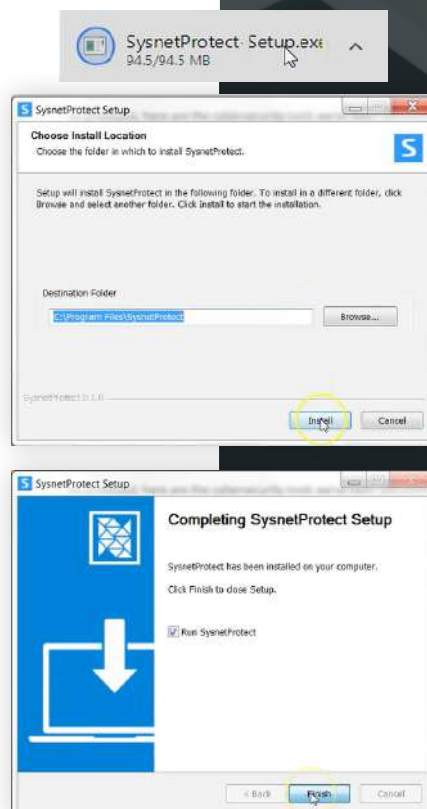 SysnetProtect Setup.exe
94.5/94.5 MB
S SysnetProtect Setup
Choose Install Location
Choose the folder in which to install SysnetProtect.
S
Setup will install SysnetProtect in the following folder. To install in a different folder, click
Browse and select another folder. Click Install to start the installation.
Destination Folder
C:\Program Files\SysnetProtect
Browse...
SysnetProtect 0.1.0
Install
Cancel
S SysnetProtect Setup
Completing SysnetProtect Setup
SysnetProtect has been installed on your computer.
Click Finish to close Setup.
Run SysnetProtect
< Back
Finish
Cancel